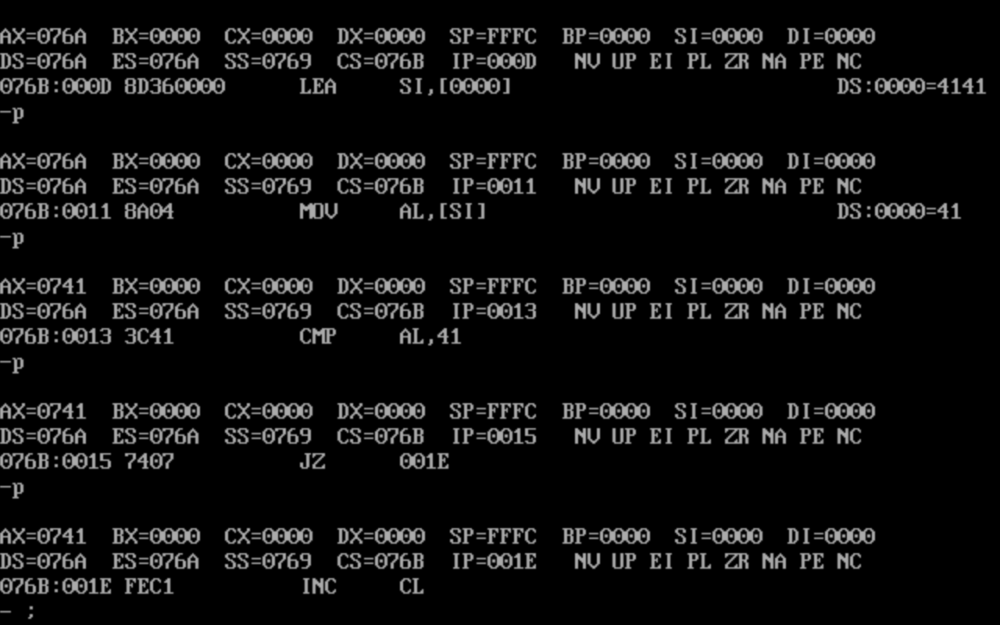 AX=076A  BX=0000  CX=0000  DX=0000  SP=FFFC  BP=0000  SI=0000  DI=0000
DS=076A  ES=076A  SS=0769  CS=076B  IP=000D   NV UP EI PL ZR NA PE NC
076B:000D 8D360000      LEA     SI,[0000]                          DS:0000=4141
-p
AX=076A  BX=0000  CX=0000  DX=0000  SP=FFFC  BP=0000  SI=0000  DI=0000
DS=076A  ES=076A  SS=0769  CS=076B  IP=0011   NV UP EI PL ZR NA PE NC
076B:0011 8A04          MOV     AL,[SI]                            DS:0000=41
-p
AX=0741  BX=0000  CX=0000  DX=0000  SP=FFFC  BP=0000  SI=0000  DI=0000
DS=076A  ES=076A  SS=0769  CS=076B  IP=0013   NV UP EI PL ZR NA PE NC
076B:0013 3C41          CMP     AL,41
-p
AX=0741  BX=0000  CX=0000  DX=0000  SP=FFFC  BP=0000  SI=0000  DI=0000
DS=076A  ES=076A  SS=0769  CS=076B  IP=0015   NV UP EI PL ZR NA PE NC
076B:0015 7407          JZ      001E
-p
AX=0741  BX=0000  CX=0000  DX=0000  SP=FFFC  BP=0000  SI=0000  DI=0000
DS=076A  ES=076A  SS=0769  CS=076B  IP=001E   NV UP EI PL ZR NA PE NC
076B:001E FEC1          INC     CL
- ;